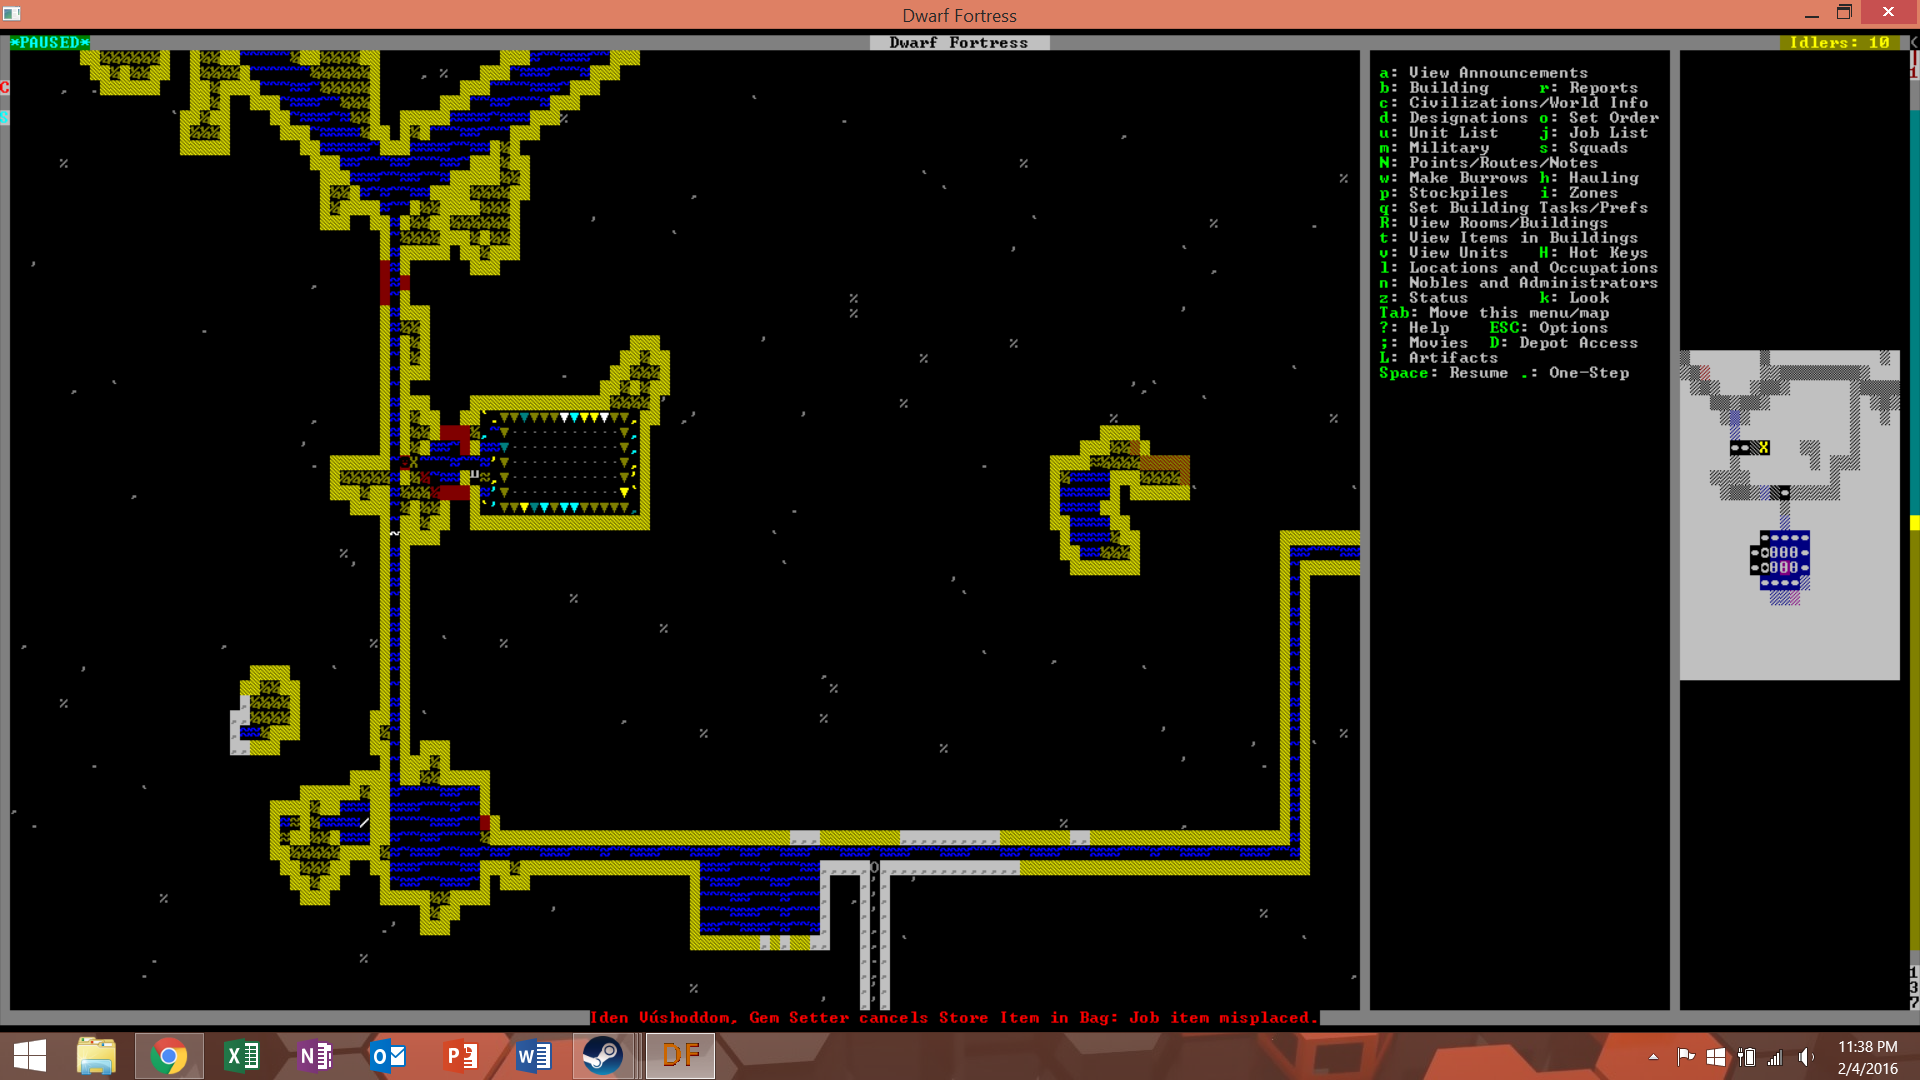 Dwarf Fortress
*PAUSED*
Dwarf Fortress
Idlers: 10
a: View Announcements
b: Building r: Reports
c: Civilizations/World Info
d: Designations o: Set Order
u: Unit List j: Job List
m: Military s: Squads
N: Points/Routes/Notes
w: Make Burrows h: Hauling
p: Stockpiles i: Zones
q: Set Building Tasks/Prefs
R: View Rooms/Buildings
t: View Items in Buildings
v: View Units H: Hot Keys
l: Locations and Occupations
n: Nobles and Administrators
z: Status k: Look
Tab: Move this menu/map
?: Help ESC: Options
;: Movies D: Depot Access
L: Artifacts
Space: Resume .: One-Step
C
S
Iden Vúshoddom, Gem Setter cancels Store Item in Bag: Job item misplaced.
DF
11:38 PM
2/4/2016